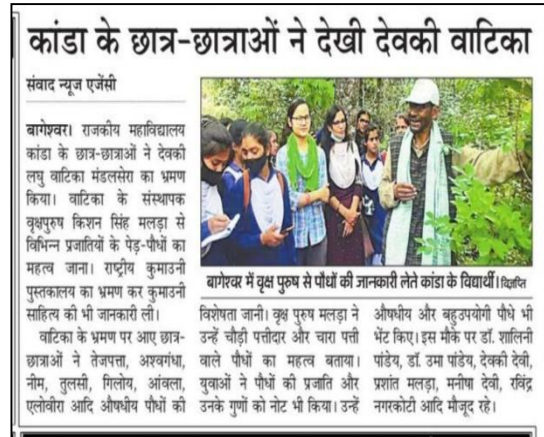 कांडा के छात्र-छात्राओं ने देखी देवकी वाटिका
संवाद न्यूज एजेंसी
बागेश्वर। राजकीय महाविद्यालय
कांडा के छात्र-छात्राओं ने देवकी
लघु वाटिका मंडलसेरा का भ्रमण
किया। वाटिका के संस्थापक
वृक्षपुरुष किशन सिंह मलड़ा से
विभिन्न प्रजातियों के पेड़-पौधों का
महत्व जाना। राष्ट्रीय कुमाउनी
पुस्तकालय का भ्रमण कर कुमाउनी
साहित्य की भी जानकारी ली।
वाटिका के भ्रमण पर आए छात्र-
छात्राओं ने तेजपत्ता, अश्वगंधा,
नीम, तुलसी, गिलोय, आंवला,
एलोवीरा आदि औषधीय पौधों की
बागेश्वर में वृक्ष पुरुष से पौधों की जानकारी लेते कांडा के विद्यार्थी। विज्ञप्ति
विशेषता जानी। वृक्ष पुरुष मलड़ा ने
उन्हें चौड़ी पत्तीदार और चारा पत्ती
वाले पौधों का महत्व बताया।
युवाओं ने पौधों की प्रजाति और
उनके गुणों को नोट भी किया। उन्हें
औषधीय और बहुउपयोगी पौधे भी
भेंट किए। इस मौके पर डॉ. शालिनी
पांडेय, डॉ. उमा पांडेय, देवकी देवी,
प्रशांत मलड़ा, मनीषा देवी, रविंद्र
नगरकोटी आदि मौजूद रहे।